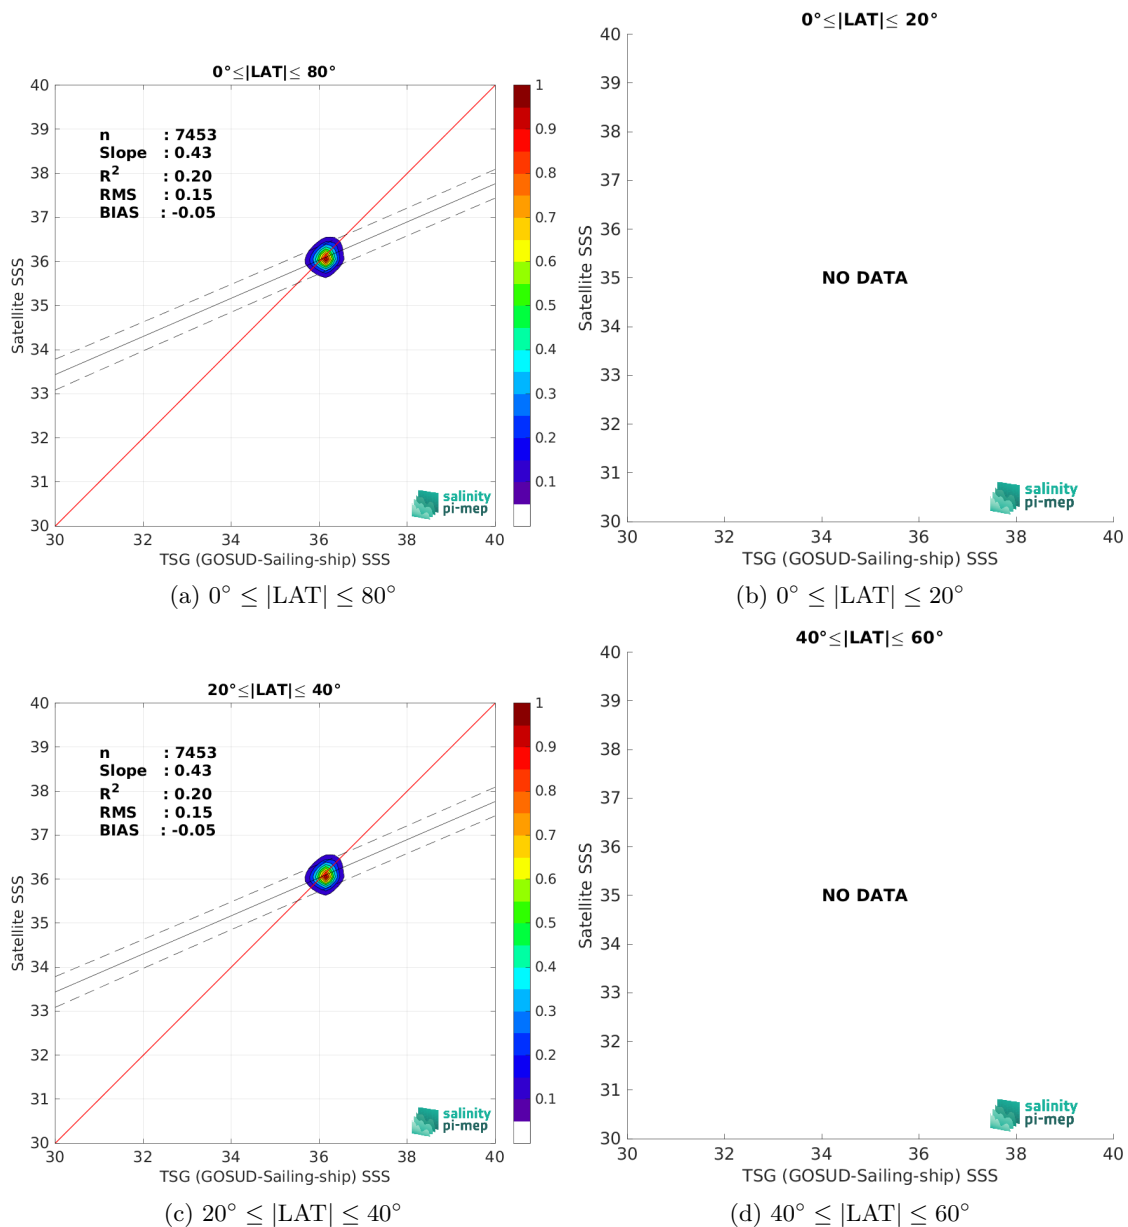 0°≤|LAT|≤ 80°
n : 7453
Slope : 0.43
R² : 0.20
RMS : 0.15
BIAS : -0.05
40
39
38
37
36
35
34
33
32
31
30
30 32 34 36 38 40
Satellite SSS
TSG (GOSUD-Sailing-ship) SSS
1
0.9
0.8
0.7
0.6
0.5
0.4
0.3
0.2
0.1
salinity
pi-mep
(a) 0° ≤ |LAT| ≤ 80°
0°≤|LAT|≤ 20°
40
39
38
37
36
35
34
33
32
31
30
30 32 34 36 38 40
Satellite SSS
NO DATA
TSG (GOSUD-Sailing-ship) SSS
salinity
pi-mep
(b) 0° ≤ |LAT| ≤ 20°
20°≤|LAT|≤ 40°
n : 7453
Slope : 0.43
R² : 0.20
RMS : 0.15
BIAS : -0.05
40
39
38
37
36
35
34
33
32
31
30
30 32 34 36 38 40
Satellite SSS
TSG (GOSUD-Sailing-ship) SSS
1
0.9
0.8
0.7
0.6
0.5
0.4
0.3
0.2
0.1
salinity
pi-mep
(c) 20° ≤ |LAT| ≤ 40°
40°≤|LAT|≤ 60°
40
39
38
37
36
35
34
33
32
31
30
30 32 34 36 38 40
Satellite SSS
NO DATA
TSG (GOSUD-Sailing-ship) SSS
salinity
pi-mep
(d) 40° ≤ |LAT| ≤ 60°